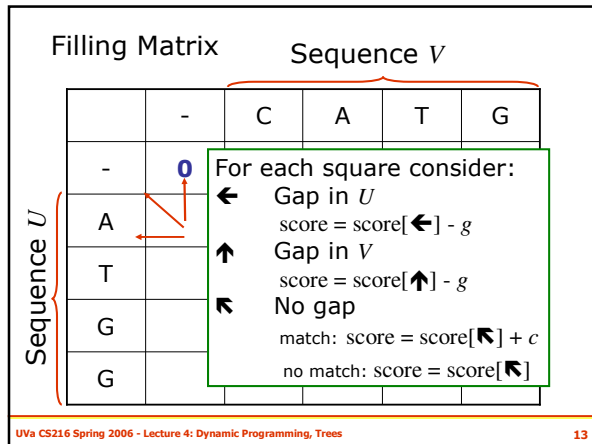 Filling Matrix
Sequence V
- C A T G
- 0
Sequence U
A
T
G
G
For each square consider:
🡸 Gap in U
score = score[🡸] - g
🡹 Gap in V
score = score[🡹] - g
🡼 No gap
match: score = score[🡼] + c
no match: score = score[🡼]
UVa CS216 Spring 2006 - Lecture 4: Dynamic Programming, Trees 13